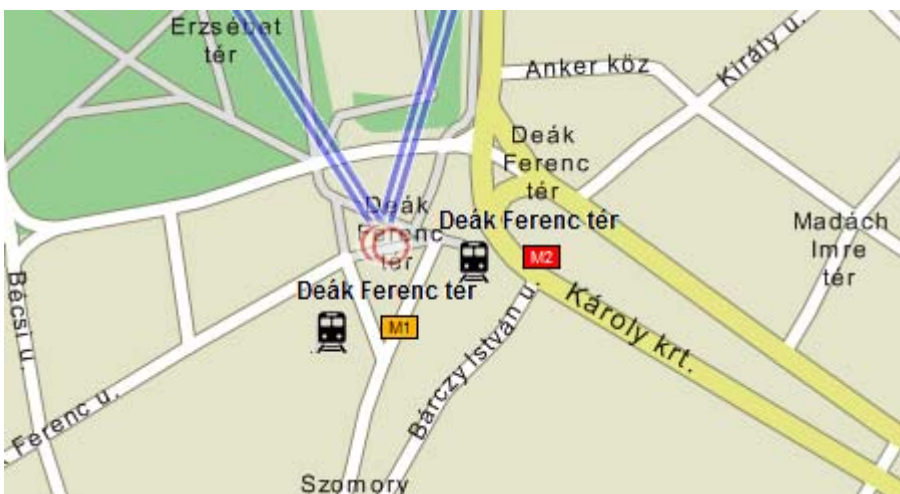 Erzsébet
tér
Anker köz
Király u.
Deák
Ferenc
tér
Deák
Ferenc
tér
Deák Ferenc tér
M2
Madách
Imre
tér
Deák Ferenc tér
M1
Bécsi u.
Károly krt.
Bárczy István u.
Ferenc u.
Szomory